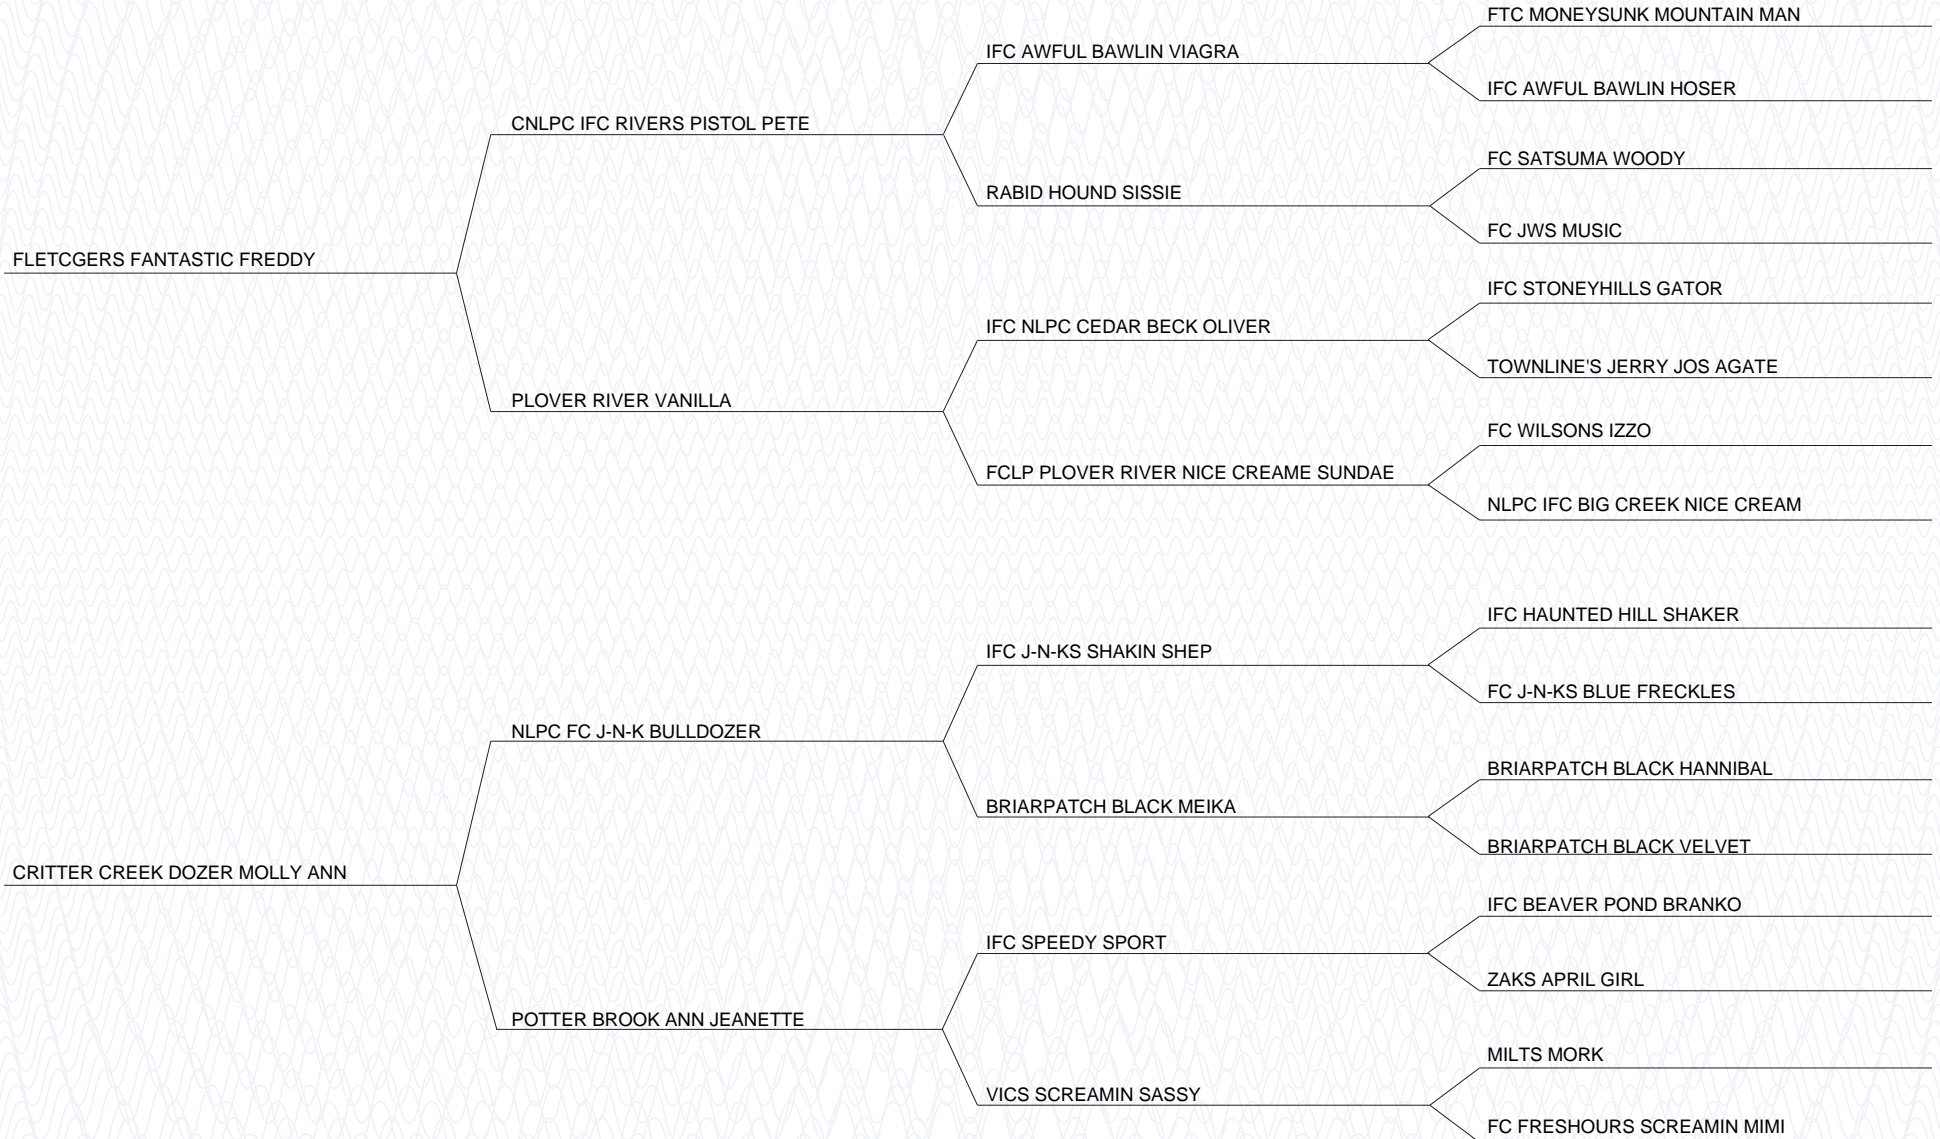 FTC MONEYSUNK MOUNTAIN MAN
IFC AWFUL BAWLIN VIAGRA
IFC AWFUL BAWLIN HOSER
CNLPC IFC RIVERS PISTOL PETE
FC SATSUMA WOODY
RABID HOUND SISSIE
FC JWS MUSIC
FLETCGERS FANTASTIC FREDDY
IFC STONEYHILLS GATOR
IFC NLPC CEDAR BECK OLIVER
TOWNLINE'S JERRY JOS AGATE
PLOVER RIVER VANILLA
FC WILSONS IZZO
FCLP PLOVER RIVER NICE CREAME SUNDAE
NLPC IFC BIG CREEK NICE CREAM
IFC HAUNTED HILL SHAKER
IFC J-N-KS SHAKIN SHEP
FC J-N-KS BLUE FRECKLES
NLPC FC J-N-K BULLDOZER
BRIARPATCH BLACK HANNIBAL
BRIARPATCH BLACK MEIKA
BRIARPATCH BLACK VELVET
CRITTER CREEK DOZER MOLLY ANN
IFC BEAVER POND BRANKO
IFC SPEEDY SPORT
ZAKS APRIL GIRL
POTTER BROOK ANN JEANETTE
MILTS MORK
VICS SCREAMIN SASSY
FC FRESHOURS SCREAMIN MIMI